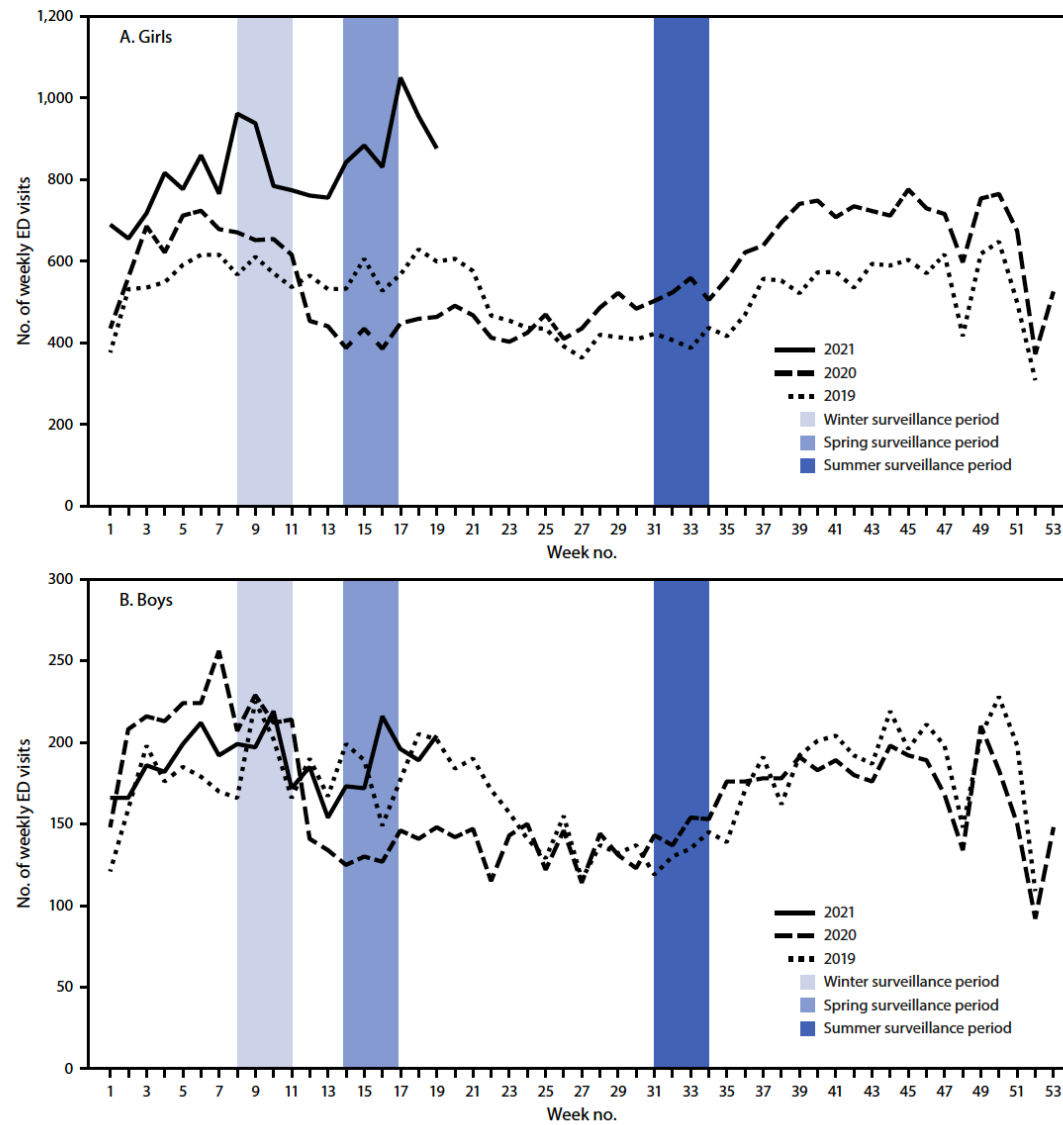 A. Girls
No. of weekly ED visits
1,200
1,000
800
600
400
200
0
2021
2020
2019
Winter surveillance period
Spring surveillance period
Summer surveillance period
1 3 5 7 9 11 13 15 17 19 21 23 25 27 29 31 33 35 37 39 41 43 45 47 49 51 53
Week no.
B. Boys
No. of weekly ED visits
300
250
200
150
100
50
0
2021
2020
2019
Winter surveillance period
Spring surveillance period
Summer surveillance period
1 3 5 7 9 11 13 15 17 19 21 23 25 27 29 31 33 35 37 39 41 43 45 47 49 51 53
Week no.